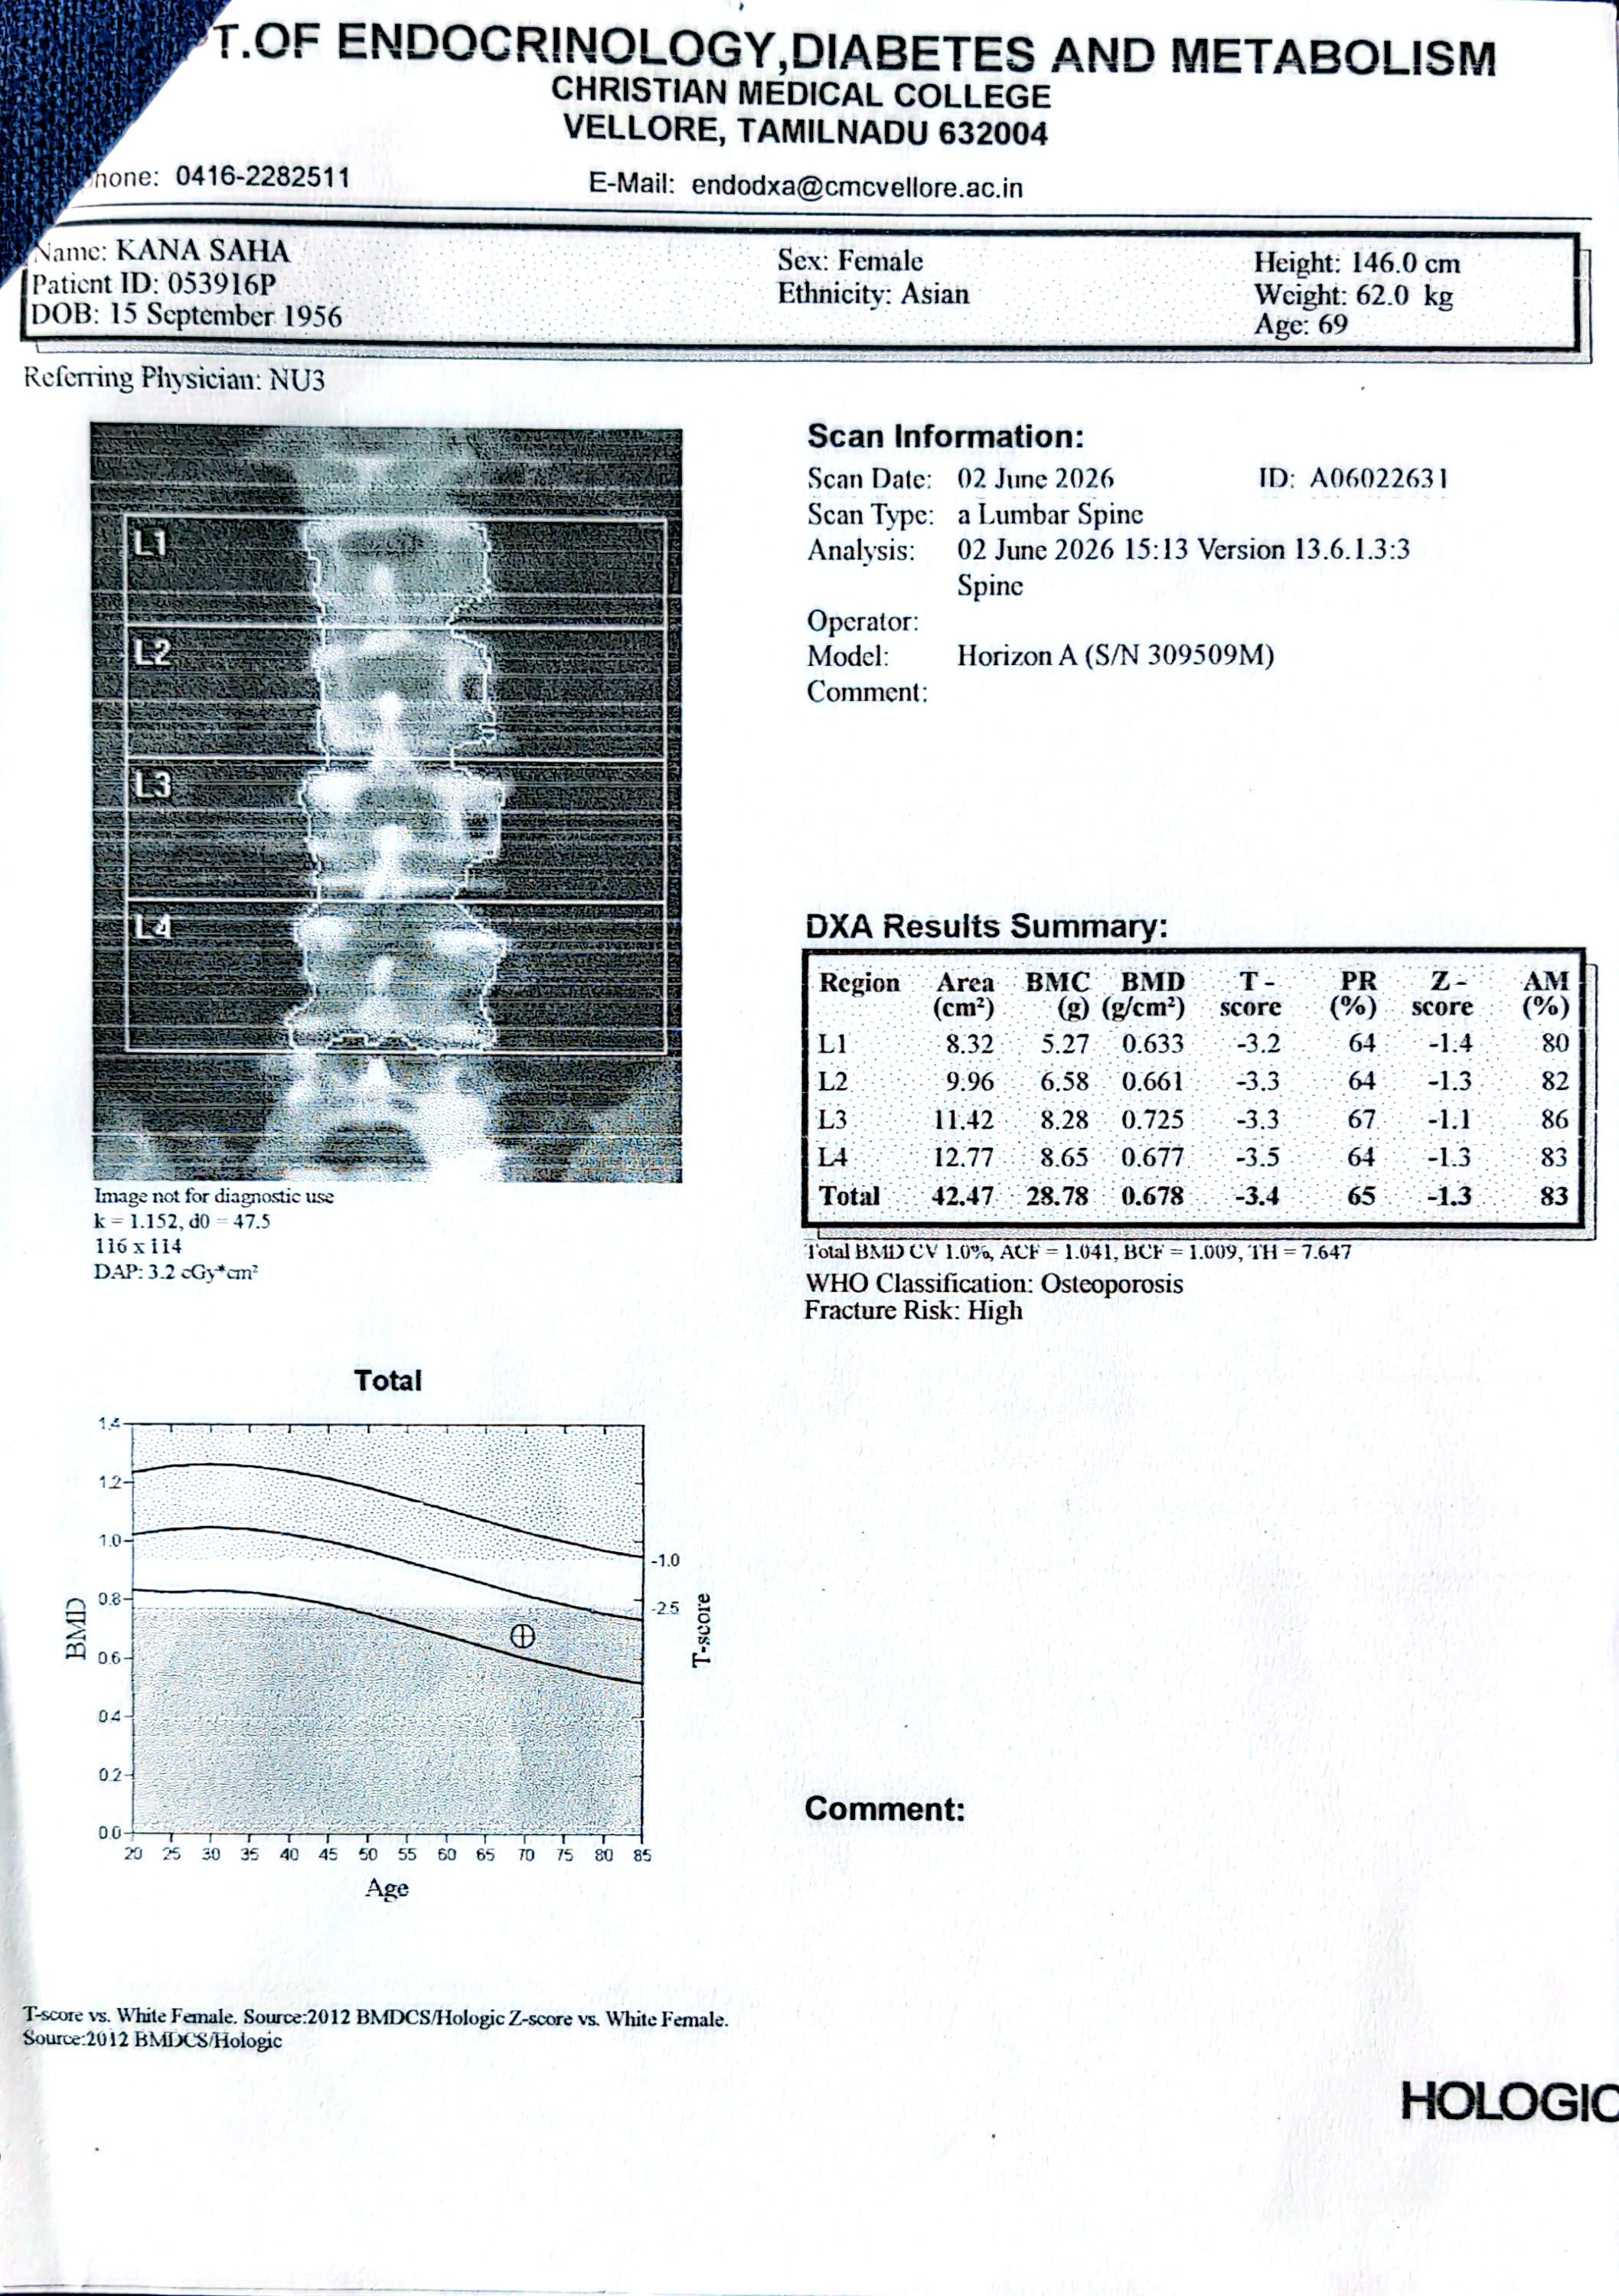 T.OF ENDOCRINOLOGY,DIABETES AND METABOLISM
CHRISTIAN MEDICAL COLLEGE
VELLORE, TAMILNADU 632004
hone: 0416-2282511 E-Mail: endodxa@cmcvellore.ac.in
Name: KANA SAHA Sex: Female Height: 146.0 cm
Patient ID: 053916P Ethnicity: Asian Weight: 62.0 kg
DOB: 15 September 1956 Age: 69
Referring Physician: NU3
L1
L2
L3
L4
Image not for diagnostic use
k = 1.152, d0 = 47.5
116 x 114
DAP: 3.2 cGy*cm²
Scan Information:
Scan Date: 02 June 2026 ID: A06022631
Scan Type: a Lumbar Spine
Analysis: 02 June 2026 15:13 Version 13.6.1.3:3
Spine
Operator:
Model: Horizon A (S/N 309509M)
Comment:
DXA Results Summary:
Region Area BMC BMD T - PR Z - AM
(cm²) (g) (g/cm²) score (%) score (%)
L1 8.32 5.27 0.633 -3.2 64 -1.4 80
L2 9.96 6.58 0.661 -3.3 64 -1.3 82
L3 11.42 8.28 0.725 -3.3 67 -1.1 86
L4 12.77 8.65 0.677 -3.5 64 -1.3 83
Total 42.47 28.78 0.678 -3.4 65 -1.3 83
Total BMD CV 1.0%, ACF = 1.041, BCF = 1.009, TH = 7.647
WHO Classification: Osteoporosis
Fracture Risk: High
Total
1.4
1.2
1.0
0.8
0.6
0.4
0.2
0.0
BMD
-1.0
-2.5
T-score
20 25 30 35 40 45 50 55 60 65 70 75 80 85
Age
Comment:
T-score vs. White Female. Source:2012 BMDCS/Hologic Z-score vs. White Female.
Source:2012 BMDCS/Hologic
HOLOGIC